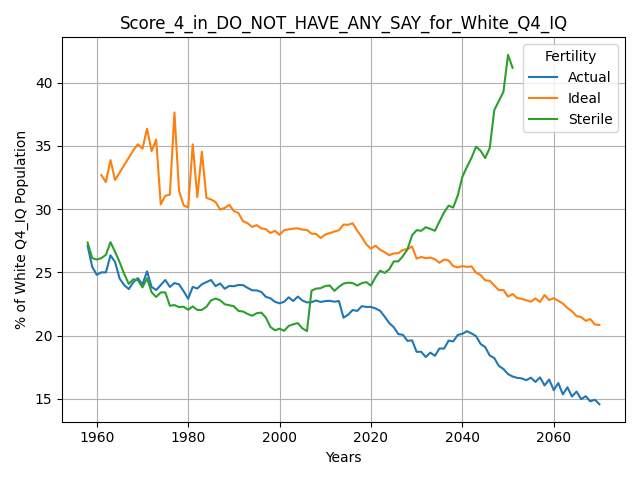 Score_4_in_DO_NOT_HAVE_ANY_SAY_for_White_Q4_IQ
% of White Q4_IQ Population
40
35
30
25
20
15
Fertility
Actual
Ideal
Sterile
1960 1980 2000 2020 2040 2060
Years